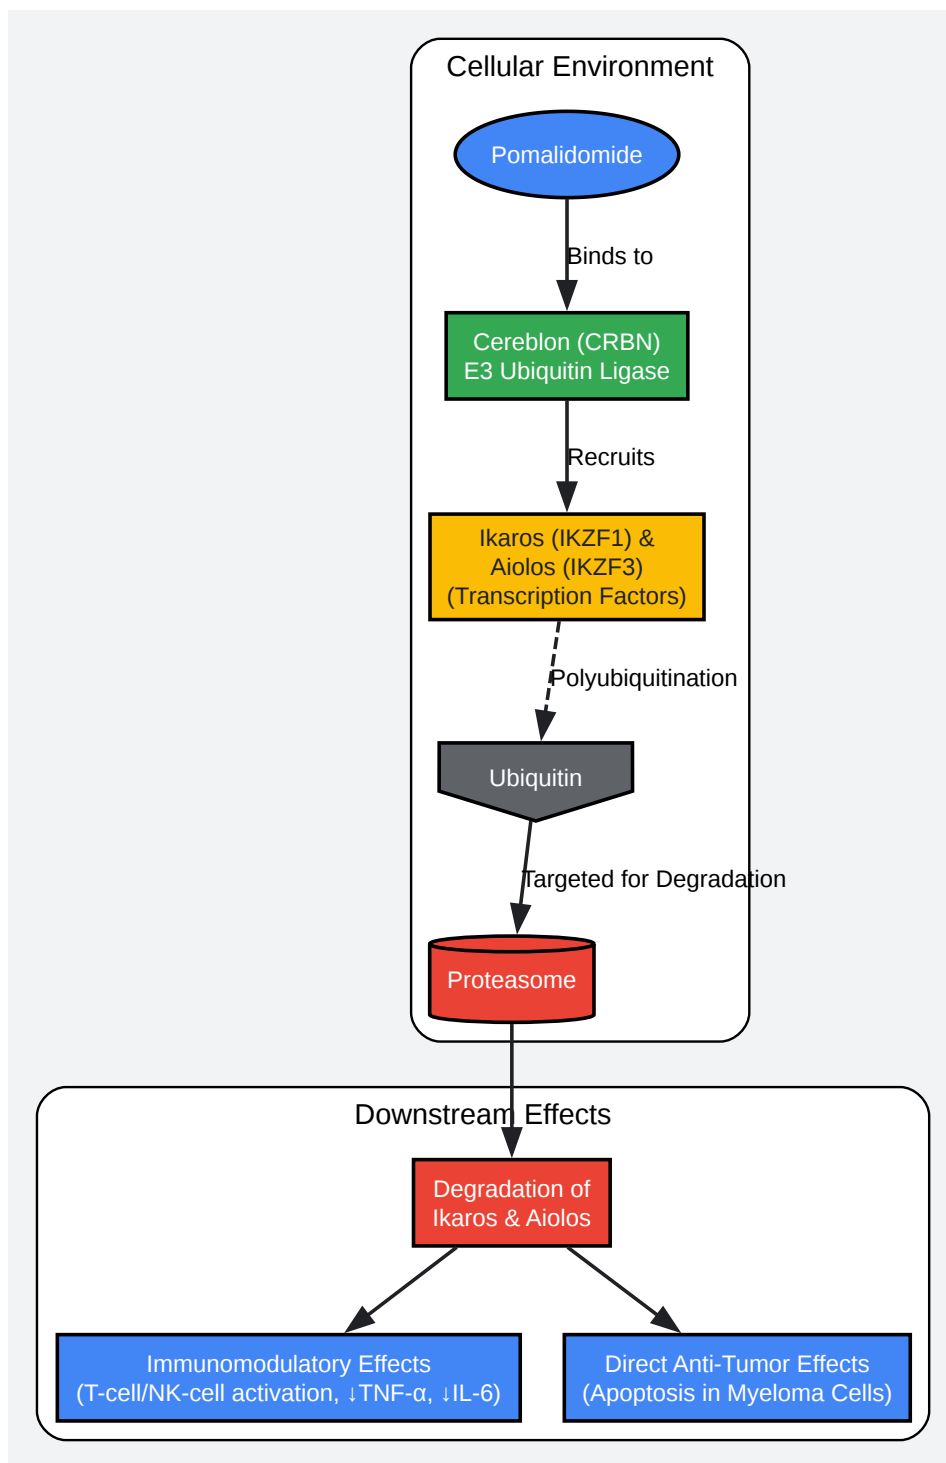 Cellular Environment
Pomalidomide
Binds to
Cereblon (CRBN)
E3 Ubiquitin Ligase
Recruits
Ikaros (IKZF1) &
Aiolos (IKZF3)
(Transcription Factors)
Polyubiquitination
Ubiquitin
Targeted for Degradation
Proteasome
Downstream Effects
Degradation of
Ikaros & Aiolos
Immunomodulatory Effects
(T-cell/NK-cell activation, ↓TNF-α, ↓IL-6)
Direct Anti-Tumor Effects
(Apoptosis in Myeloma Cells)